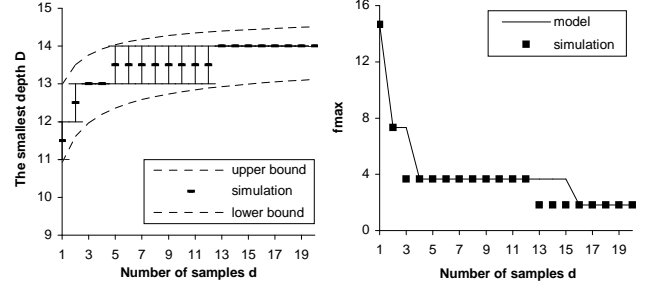 The smallest depth D
15
14
13
12
11
10
9
upper bound
simulation
lower bound
1 3 5 7 9 11 13 15 17 19
Number of samples d
fmax
16
12
8
4
0
model
simulation
1 3 5 7 9 11 13 15 17 19
Number of samples d